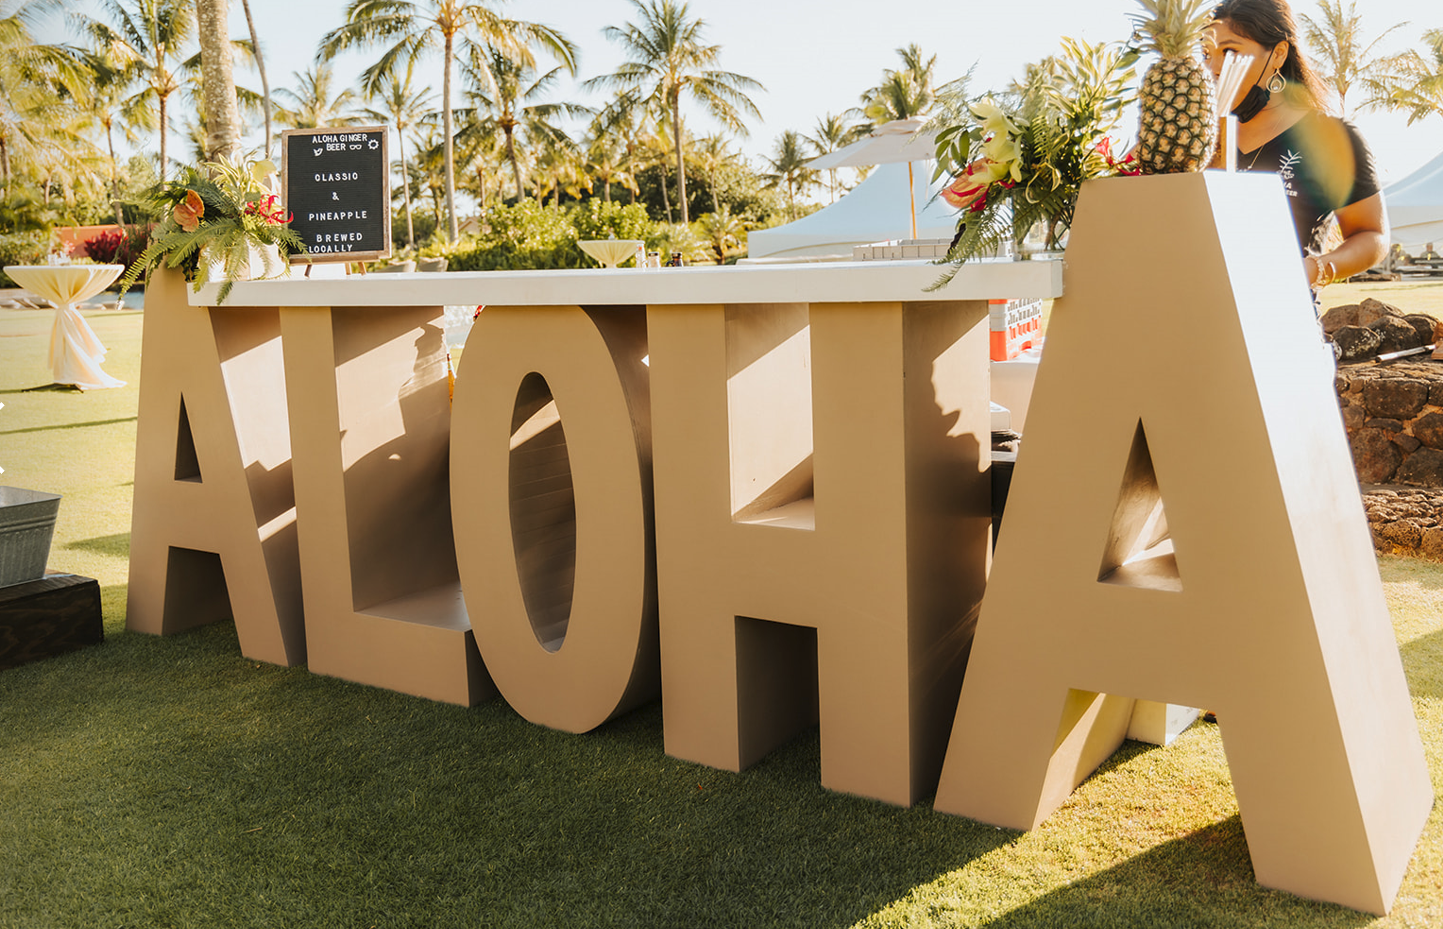 ALOHA GINGER
BEER
CLASSIC
&
PINEAPPLE
BREWED
LOCALLY
ALOHA